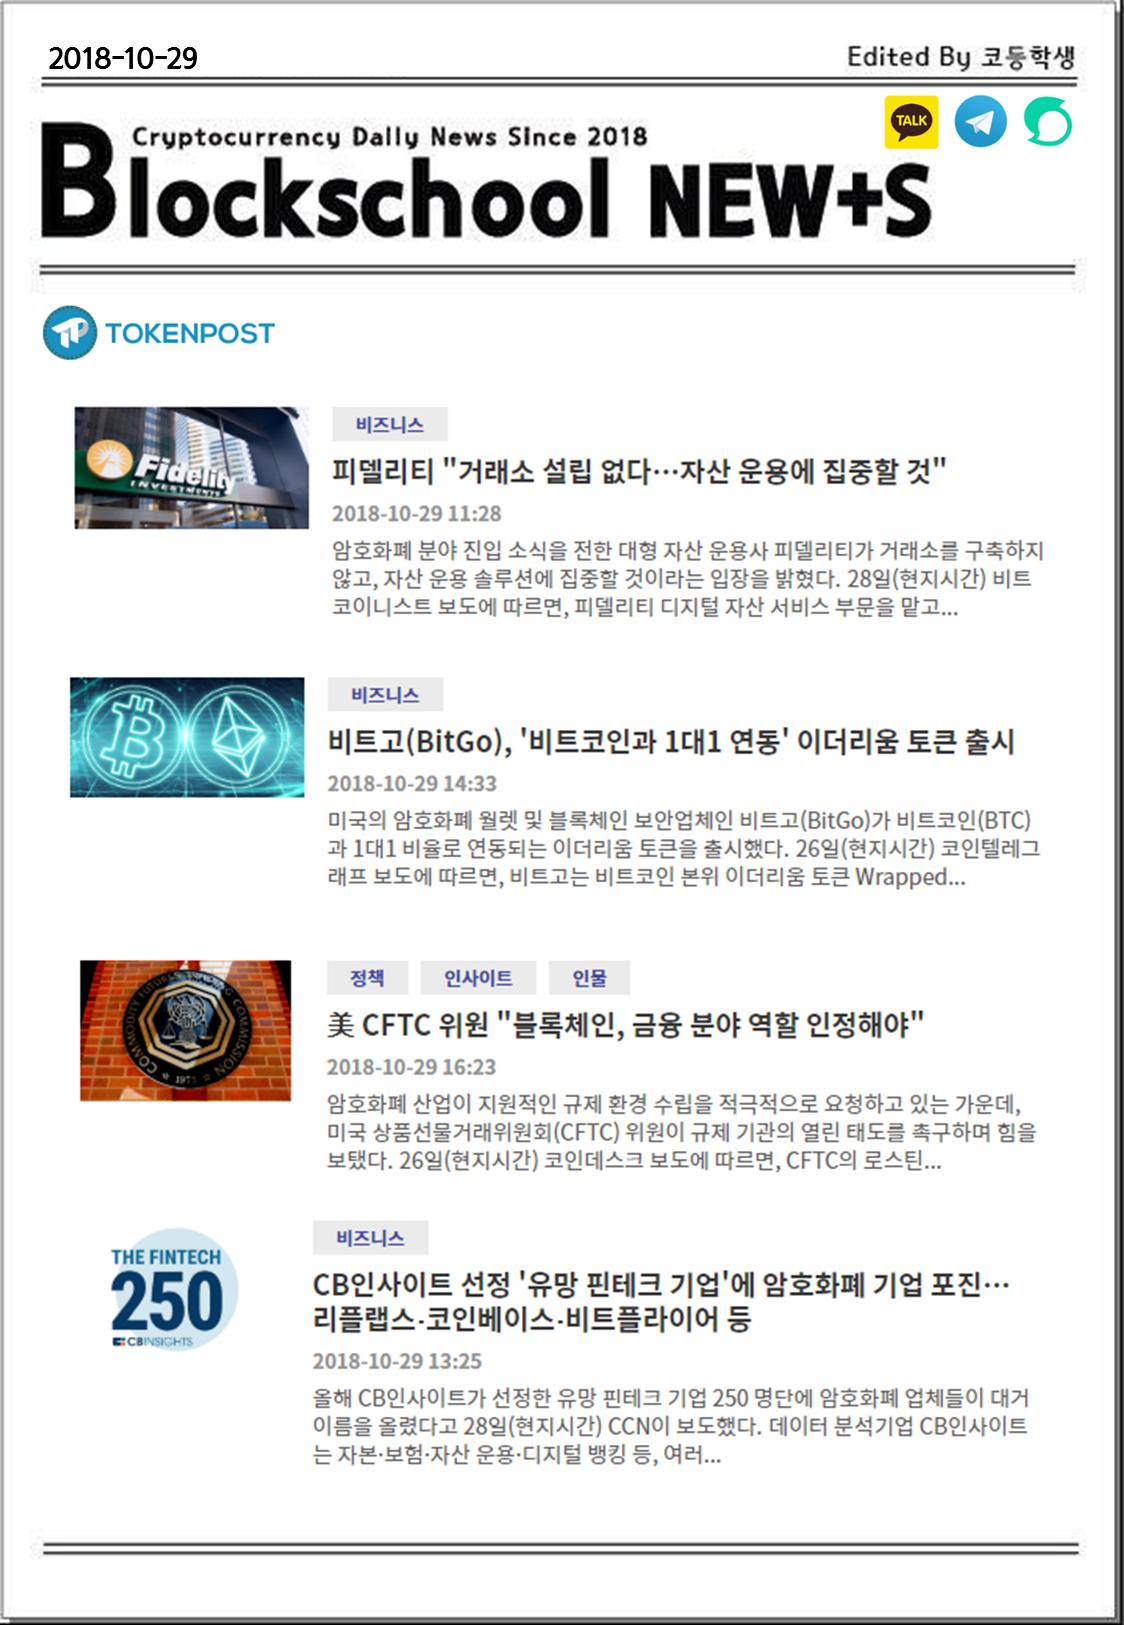 2018-10-29
Edited By 코등학생
TALK
Cryptocurrency Daily News Since 2018
Blockschool NEW+S
TOKENPOST
Fidelity
INVESTMENTS
비즈니스
피델리티 "거래소 설립 없다…자산 운용에 집중할 것"
2018-10-29 11:28
암호화폐 분야 진입 소식을 전한 대형 자산 운용사 피델리티가 거래소를 구축하지
않고, 자산 운용 솔루션에 집중할 것이라는 입장을 밝혔다. 28일(현지시간) 비트
코이니스트 보도에 따르면, 피델리티 디지털 자산 서비스 부문을 맡고...
비즈니스
비트고(BitGo), '비트코인과 1대1 연동' 이더리움 토큰 출시
2018-10-29 14:33
미국의 암호화폐 월렛 및 블록체인 보안업체인 비트고(BitGo)가 비트코인(BTC)
과 1대1 비율로 연동되는 이더리움 토큰을 출시했다. 26일(현지시간) 코인텔레그
래프 보도에 따르면, 비트고는 비트코인 본위 이더리움 토큰 Wrapped...
COMMODITY FUTURES TRADING COMMISSION
1975
정책 인사이트 인물
美 CFTC 위원 "블록체인, 금융 분야 역할 인정해야"
2018-10-29 16:23
암호화폐 산업이 지원적인 규제 환경 수립을 적극적으로 요청하고 있는 가운데,
미국 상품선물거래위원회(CFTC) 위원이 규제 기관의 열린 태도를 촉구하며 힘을
보탰다. 26일(현지시간) 코인데스크 보도에 따르면, CFTC의 로스틴...
THE FINTECH
250
CBINSIGHTS
비즈니스
CB인사이트 선정 '유망 핀테크 기업'에 암호화폐 기업 포진…
리플랩스·코인베이스·비트플라이어 등
2018-10-29 13:25
올해 CB인사이트가 선정한 유망 핀테크 기업 250 명단에 암호화폐 업체들이 대거
이름을 올렸다고 28일(현지시간) CCN이 보도했다. 데이터 분석기업 CB인사이트
는 자본·보험·자산 운용·디지털 뱅킹 등, 여러...